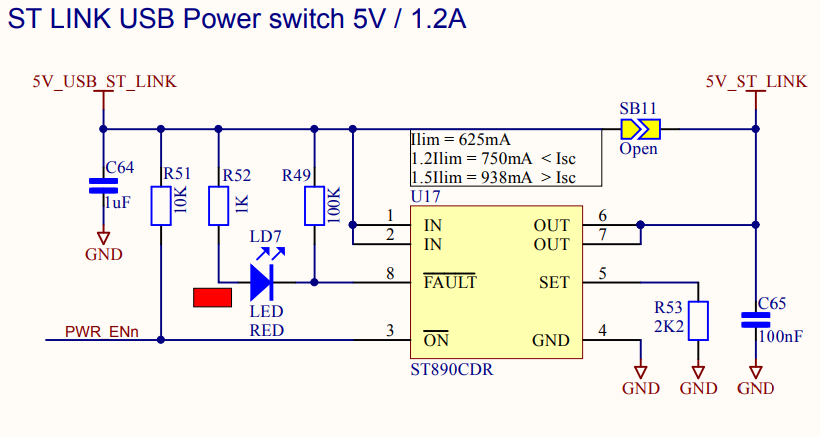 ST LINK USB Power switch 5V / 1.2A
5V_USB_ST_LINK
5V_ST_LINK
SB11
Open
Ilim = 625mA
1.2Ilim = 750mA < Isc
1.5Ilim = 938mA > Isc
C64
1uF
GND
R51
10K
R52
1K
R49
100K
U17
1
IN
2
IN
8
FAULT
3
ON
OUT
6
OUT
7
SET
5
GND
4
ST890CDR
LD7
LED
RED
PWR_ENn
R53
2K2
C65
100nF
GND
GND
GND